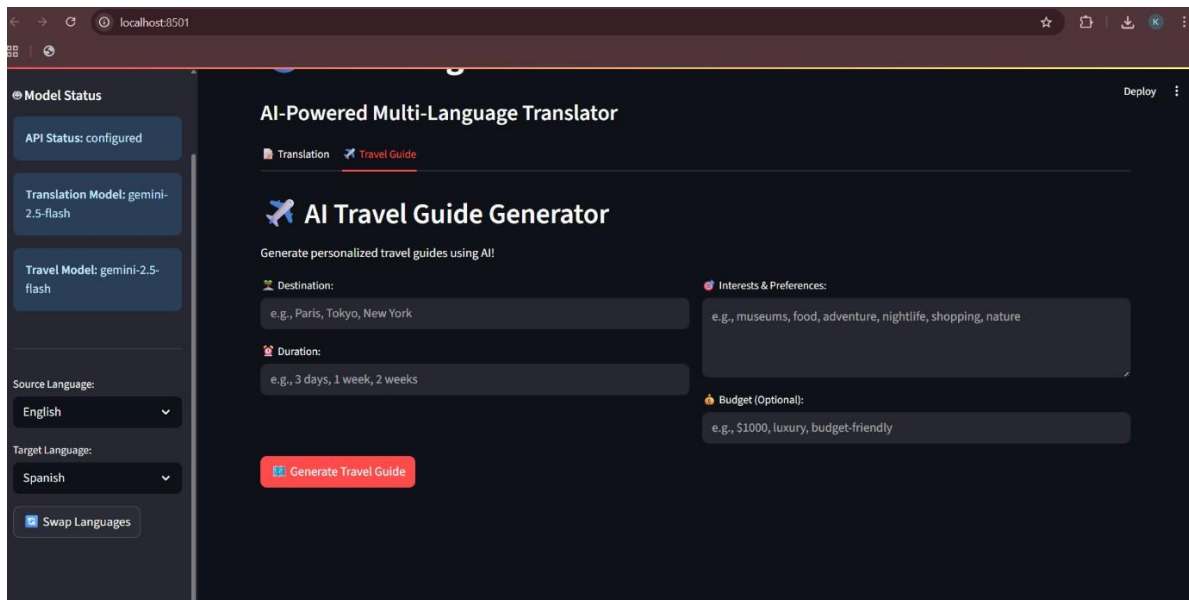 localhost:8501
K
Deploy
Model Status
API Status: configured
Translation Model: gemini-
2.5-flash
Travel Model: gemini-2.5-
flash
Source Language:
English
Target Language:
Spanish
Swap Languages
AI-Powered Multi-Language Translator
Translation
Travel Guide
AI Travel Guide Generator
Generate personalized travel guides using AI!
Destination:
e.g., Paris, Tokyo, New York
Duration:
e.g., 3 days, 1 week, 2 weeks
Interests & Preferences:
e.g., museums, food, adventure, nightlife, shopping, nature
Budget (Optional):
e.g., $1000, luxury, budget-friendly
Generate Travel Guide